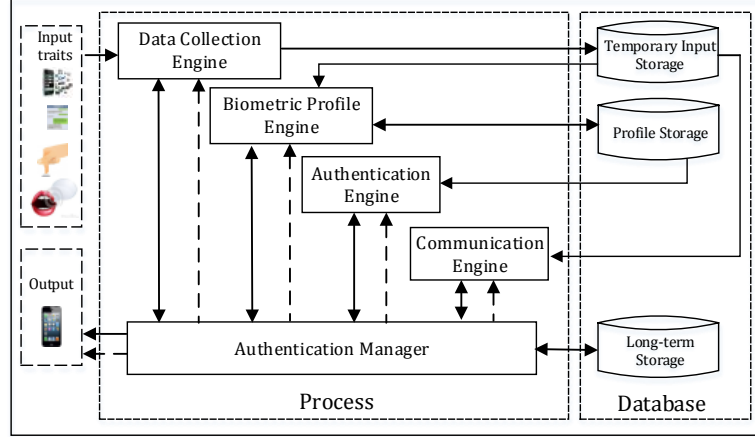 Input
traits
Data Collection
Engine
Temporary Input
Storage
Biometric Profile
Engine
Profile Storage
Authentication
Engine
Communication
Engine
Output
Authentication Manager
Long-term
Storage
Process
Database